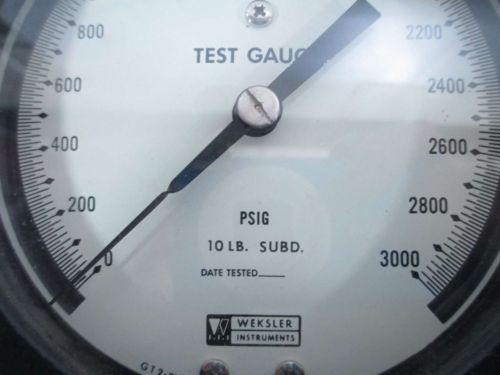 800
2200
TEST GAUG
600
2400
400
2600
200
PSIG
2800
10 LB. SUBD.
0
3000
DATE TESTED
WEKSLER
INSTRUMENTS